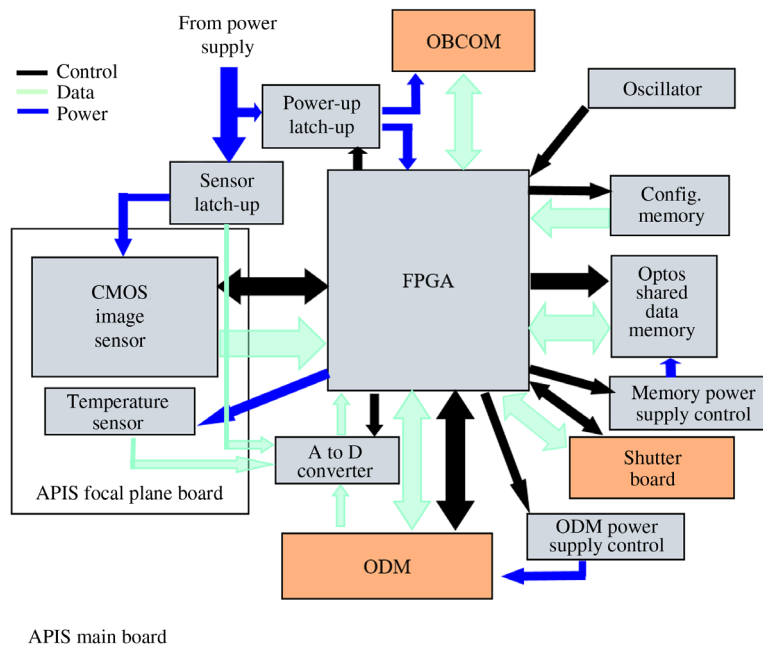 From power
supply
Control
Data
Power
OBCOM
Power-up
latch-up
Oscillator
Sensor
latch-up
Config.
memory
FPGA
CMOS
image
sensor
Optos
shared
data
memory
Temperature
sensor
Memory power
supply control
A to D
converter
Shutter
board
APIS focal plane board
ODM power
supply control
ODM
APIS main board